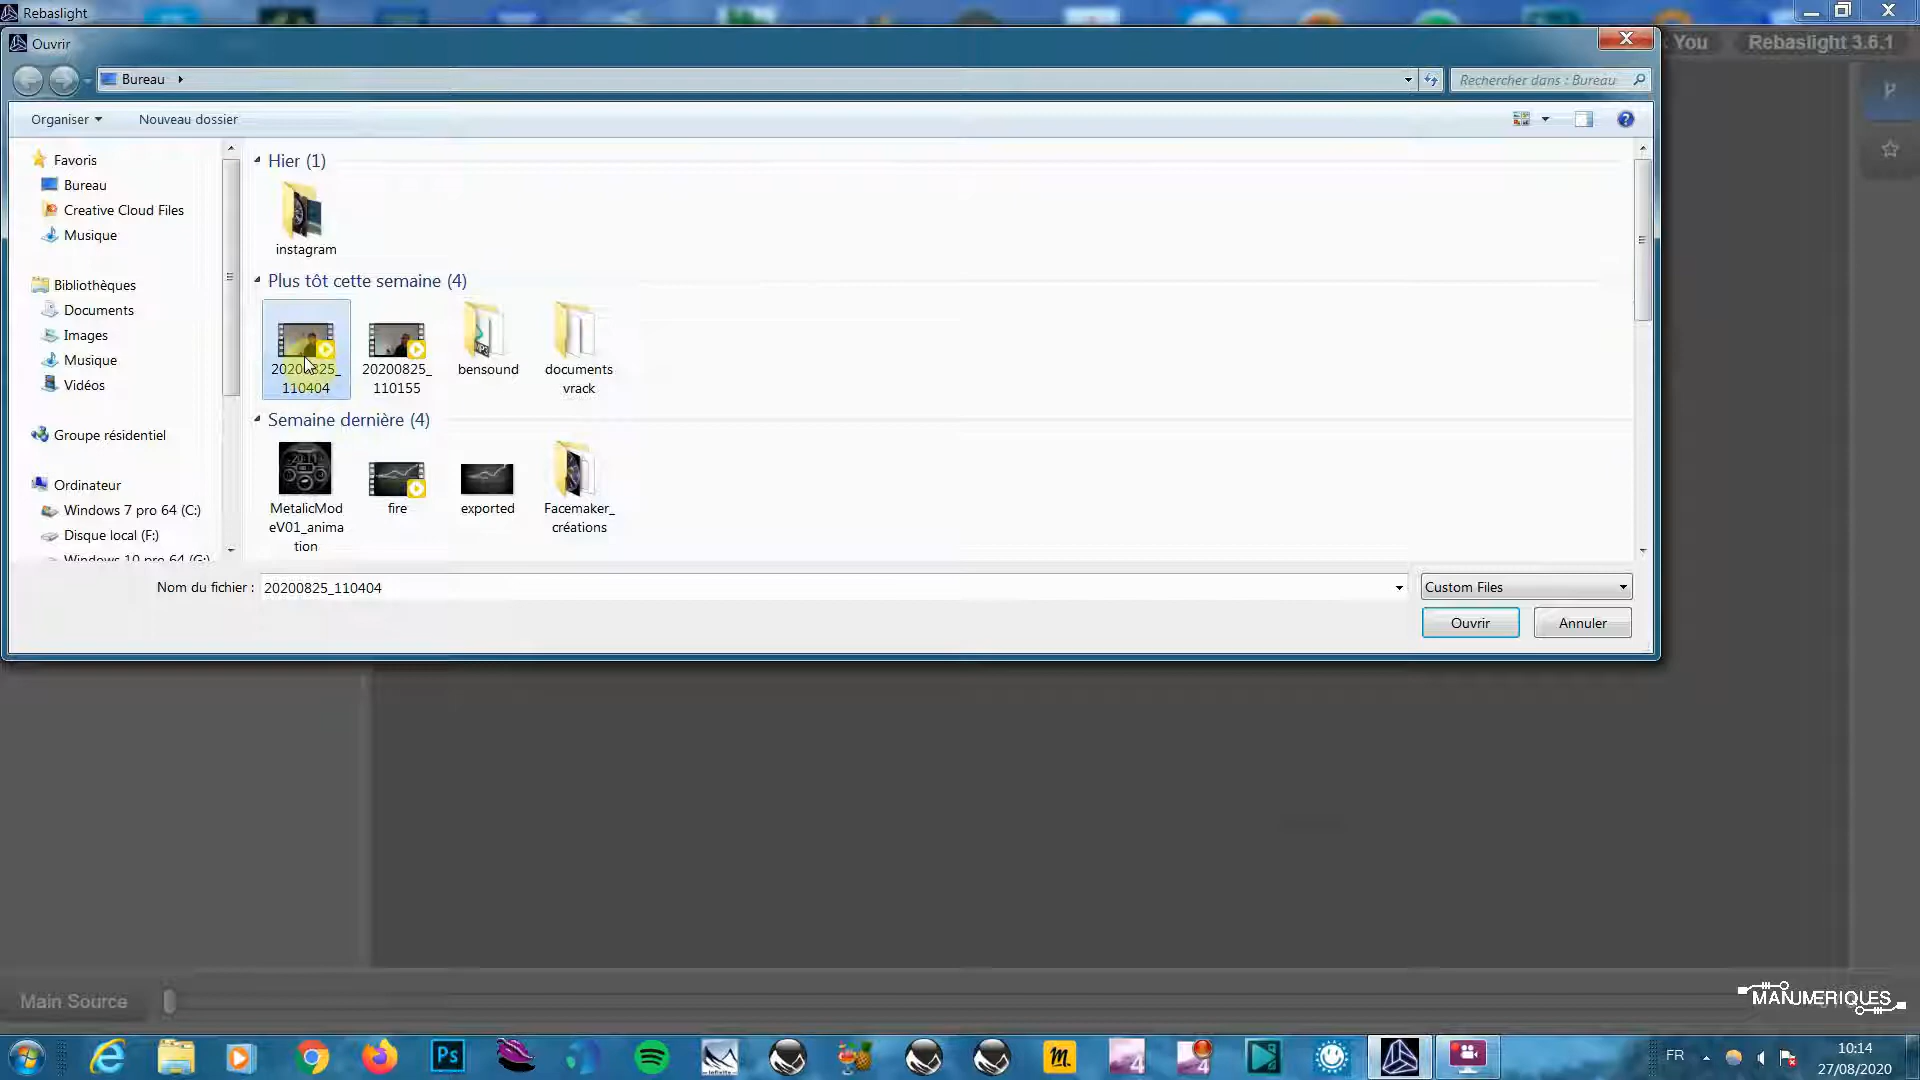 Rebaslight
Ouvrir
You
Rebaslight 3.6.1
Bureau
Rechercher dans : Bureau
Organiser
Nouveau dossier
Favoris
Bureau
Creative Cloud Files
Musique
Bibliothèques
Documents
Images
Musique
Vidéos
Groupe résidentiel
Ordinateur
Windows 7 pro 64 (C:)
Disque local (F:)
Windows 10 pro 64 (G:)
Hier (1)
instagram
Plus tôt cette semaine (4)
20200825_
110404
20200825_
110155
bensound
documents
vrack
Semaine dernière (4)
MetalicMod
eV01_anima
tion
fire
exported
Facemaker_
créations
Nom du fichier :
20200825_110404
Custom Files
Ouvrir
Annuler
Main Source
MANUMERIQUES
FR
10:14
27/08/2020